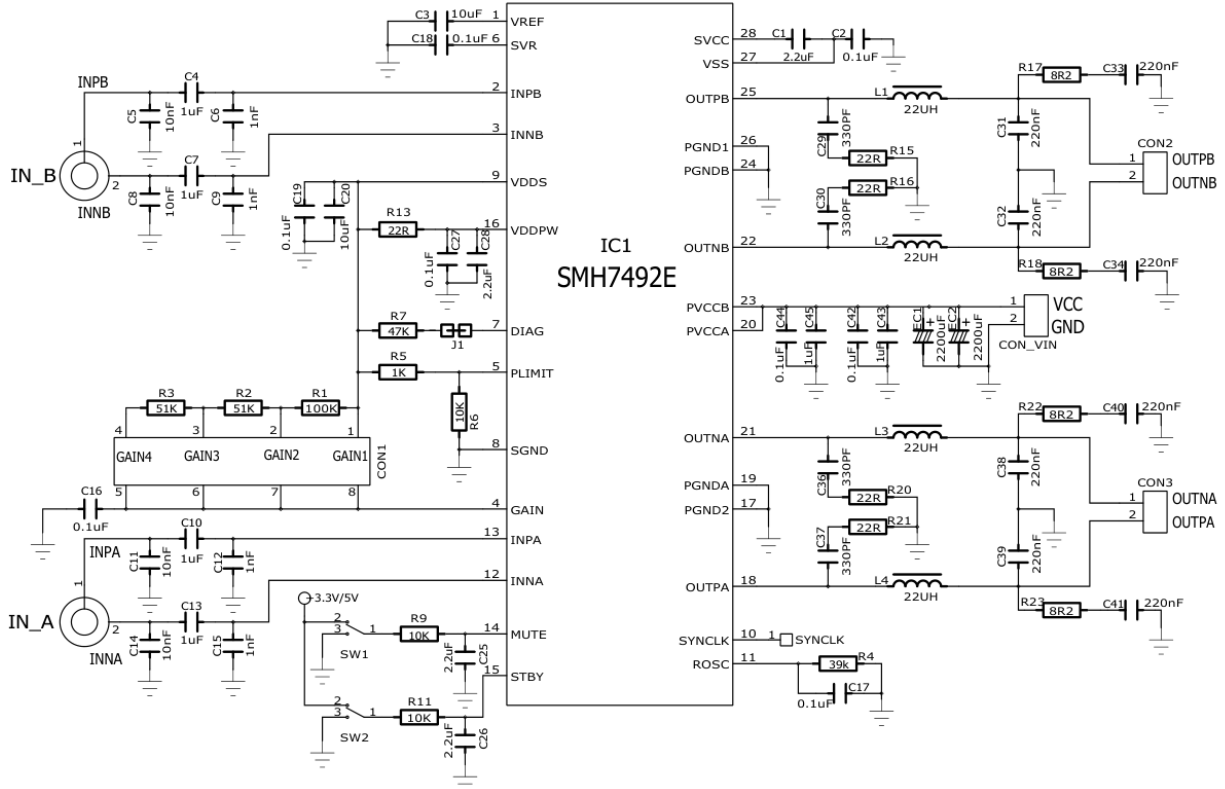 C3 10uF 1 VREF
C18 0.1uF 6 SVR
SVCC 28 C1 2.2uF C2 0.1uF
VSS 27
INPB C4 1uF 2 INPB
C5 10nF C6 1nF
1
IN_B
2
INNB C7 1uF 3 INNB
C8 10nF C9 1nF
OUTPB 25 L1 22UH R17 8R2 C33 220nF
C29 330PF C31 220nF
PGND1 26 R15 22R
PGNDB 24 R16 22R
C30 330PF C32 220nF
CON2
1 OUTPB
2 OUTNB
OUTNB 22 L2 22UH R18 8R2 C34 220nF
C19 0.1uF C20 10uF 9 VDDS
R13 22R 16 VDDPW
C27 0.1uF C28 2.2uF
IC1
SMH7492E
R7 47K J1 7 DIAG
R5 1K 5 PLIMIT
R6 10K
8 SGND
PVCCB 23
PVCCA 20
C44 0.1uF C45 1uF C42 0.1uF C43 1uF
EC1 + 2200uF EC2 + 2200uF
1 VCC
2 GND
CON_VIN
R3 51K R2 51K R1 100K
4 3 2 1
GAIN4 GAIN3 GAIN2 GAIN1 CON1
5 6 7 8
C16 0.1uF 4 GAIN
OUTNA 21 L3 22UH R22 8R2 C40 220nF
C36 330PF C38 220nF
PGNDA 19 R20 22R
PGND2 17 R21 22R
C37 330PF C39 220nF
CON3
1 OUTNA
2 OUTPA
OUTPA 18 L4 22UH R23 8R2 C41 220nF
INPA C10 1uF 13 INPA
C11 10nF C12 1nF
1
IN_A
2
INNA C13 1uF 12 INNA
C14 10nF C15 1nF
+3.3V/5V
2 3 1 SW1 R9 10K 14 MUTE
C25 2.2uF
2 3 1 SW2 R11 10K 15 STBY
C26 2.2uF
SYNCLK 10 1 SYNCLK
ROSC 11 R4 39k
C17 0.1uF